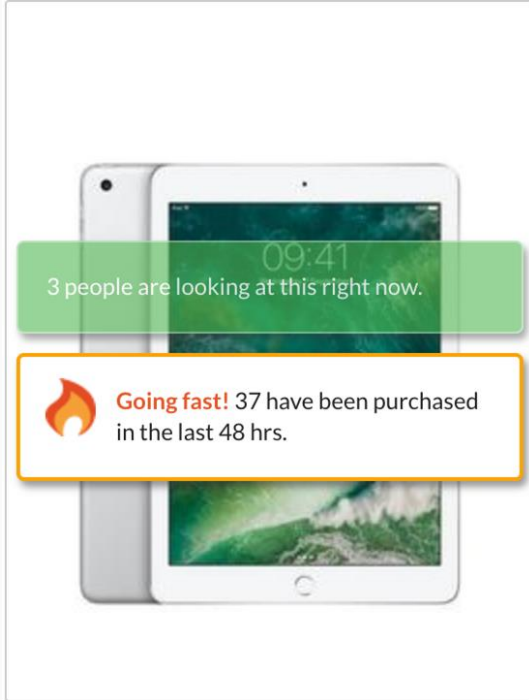 09:41
3 people are looking at this right now.
Going fast! 37 have been purchased
in the last 48 hrs.